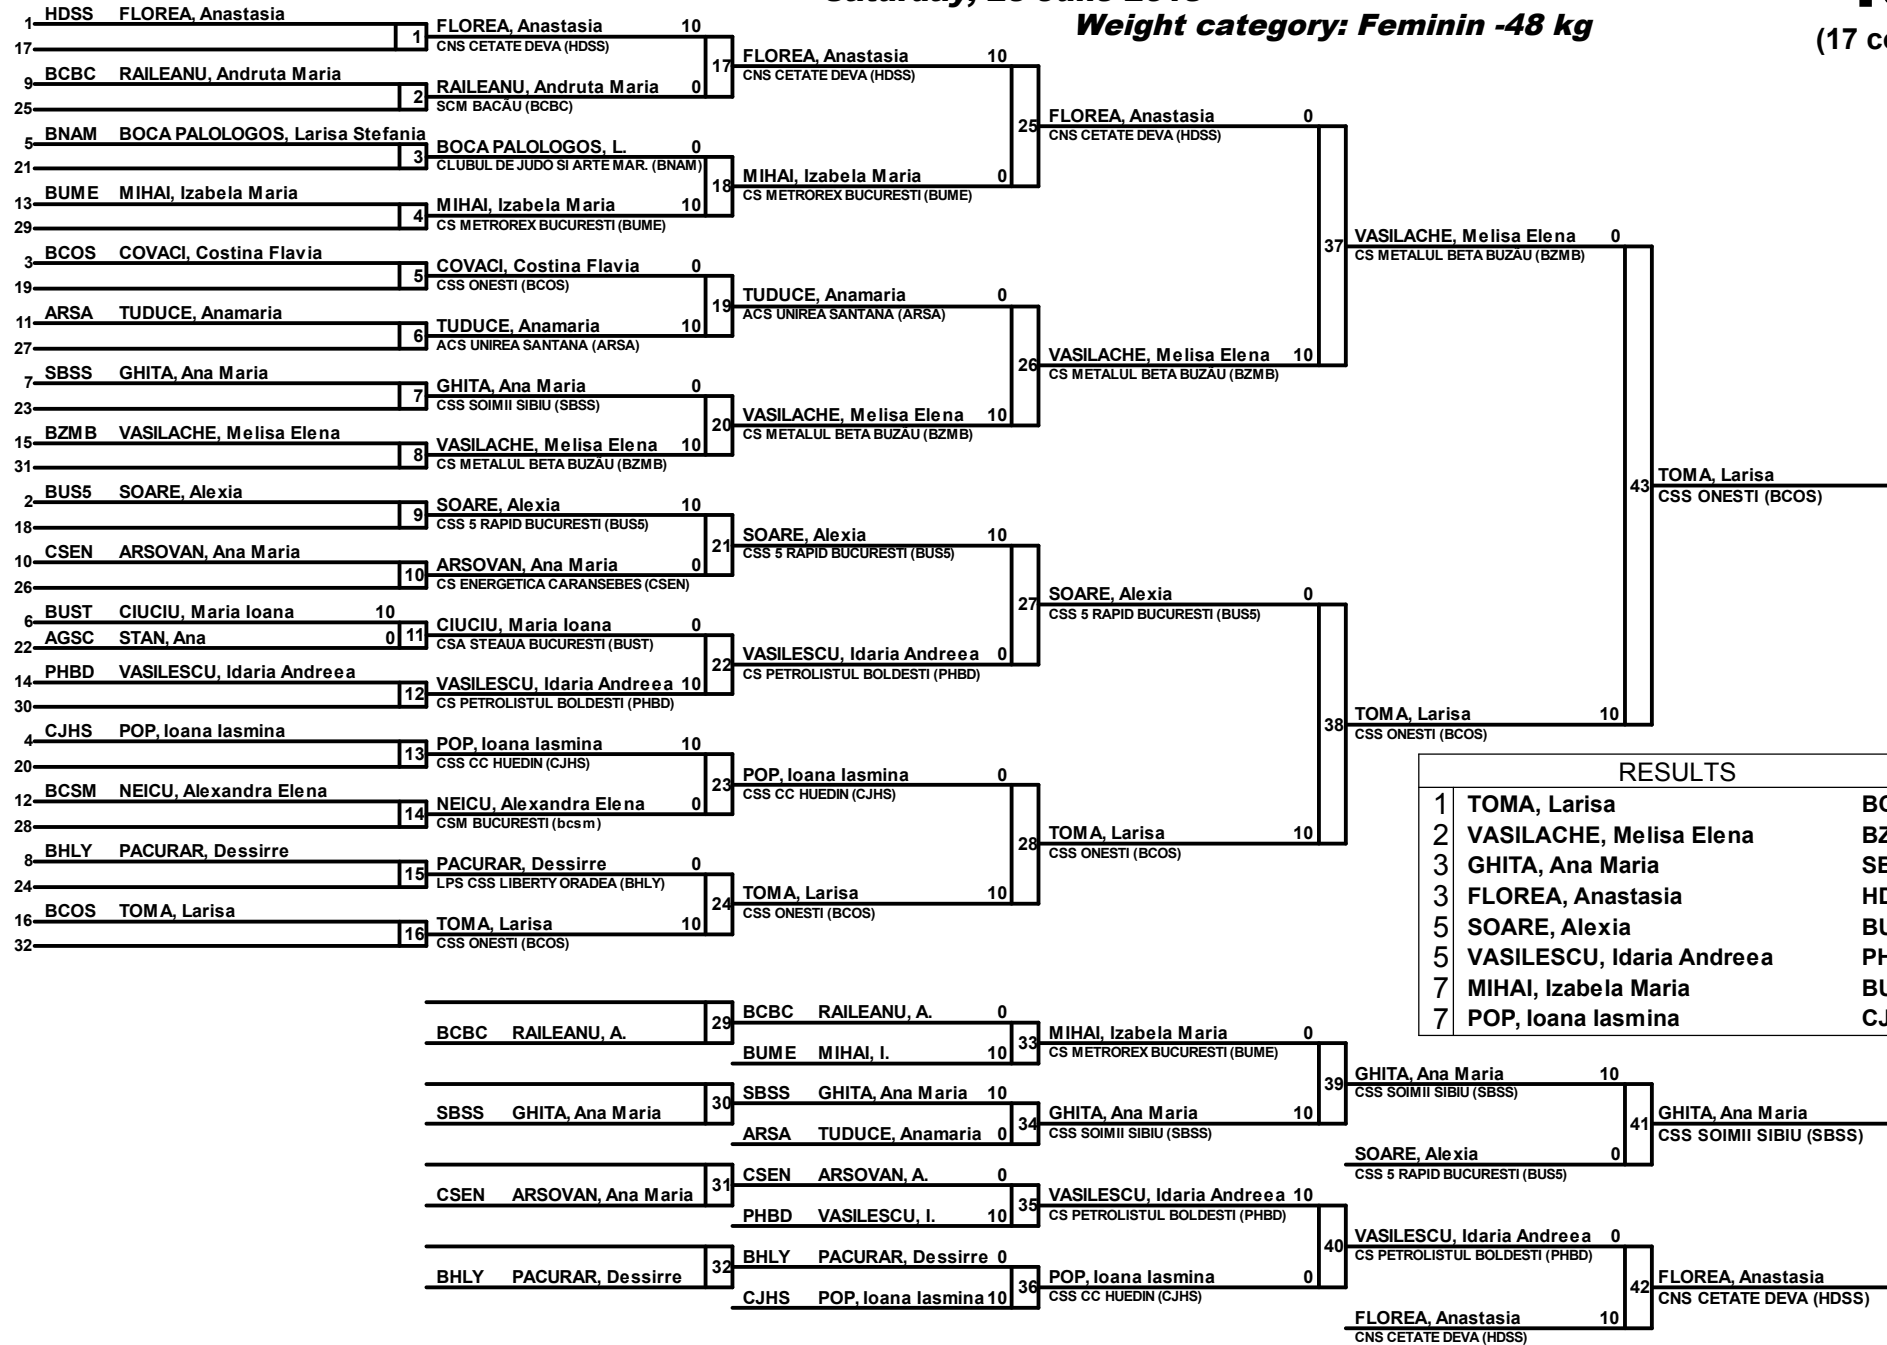 Weight category: Feminin -48 kg
(17
1 HDSS FLOREA, Anastasia
17
1
9 BCBC RAILEANU, Andruta Maria
25
2
5 BNAM BOCA PALOLOGOS, Larisa Stefania
21
3
13 BUME MIHAI, Izabela Maria
29
4
3 BCOS COVACI, Costina Flavia
19
5
11 ARSA TUDUCE, Anamaria
27
6
7 SBSS GHITA, Ana Maria
23
7
15 BZMB VASILACHE, Melisa Elena
31
8
2 BUS5 SOARE, Alexia
18
9
10 CSEN ARSOVAN, Ana Maria
26
10
6 BUST CIUCIU, Maria Ioana 10
22 AGSC STAN, Ana 0
11
14 PHBD VASILESCU, Idaria Andreea
30
12
4 CJHS POP, Ioana Iasmina
20
13
12 BCSM NEICU, Alexandra Elena
28
14
8 BHLY PACURAR, Dessirre
24
15
16 BCOS TOMA, Larisa
32
16
FLOREA, Anastasia 10
CNS CETATE DEVA (HDSS)
17
RAILEANU, Andruta Maria 0
SCM BACĂU (BCBC)
BOCA PALOLOGOS, L. 0
CLUBUL DE JUDO SI ARTE MAR. (BNAM)
18
MIHAI, Izabela Maria 10
CS METROREX BUCURESTI (BUME)
COVACI, Costina Flavia 0
CSS ONESTI (BCOS)
19
TUDUCE, Anamaria 10
ACS UNIREA SANTANA (ARSA)
GHITA, Ana Maria 0
CSS SOIMII SIBIU (SBSS)
20
VASILACHE, Melisa Elena 10
CS METALUL BETA BUZĂU (BZMB)
SOARE, Alexia 10
CSS 5 RAPID BUCURESTI (BUS5)
21
ARSOVAN, Ana Maria 0
CS ENERGETICA CARANSEBES (CSEN)
CIUCIU, Maria Ioana 0
CSA STEAUA BUCURESTI (BUST)
22
VASILESCU, Idaria Andreea 10
CS PETROLISTUL BOLDESTI (PHBD)
POP, Ioana Iasmina 10
CSS CC HUEDIN (CJHS)
23
NEICU, Alexandra Elena 0
CSM BUCURESTI (bcsm)
PACURAR, Dessirre 0
LPS CSS LIBERTY ORADEA (BHLY)
24
TOMA, Larisa 10
CSS ONESTI (BCOS)
FLOREA, Anastasia 10
CNS CETATE DEVA (HDSS)
25
MIHAI, Izabela Maria 0
CS METROREX BUCURESTI (BUME)
TUDUCE, Anamaria 0
ACS UNIREA SANTANA (ARSA)
26
VASILACHE, Melisa Elena 10
CS METALUL BETA BUZĂU (BZMB)
SOARE, Alexia 10
CSS 5 RAPID BUCURESTI (BUS5)
27
VASILESCU, Idaria Andreea 0
CS PETROLISTUL BOLDESTI (PHBD)
POP, Ioana Iasmina 0
CSS CC HUEDIN (CJHS)
28
TOMA, Larisa 10
CSS ONESTI (BCOS)
FLOREA, Anastasia 0
CNS CETATE DEVA (HDSS)
37
VASILACHE, Melisa Elena 10
CS METALUL BETA BUZĂU (BZMB)
SOARE, Alexia 0
CSS 5 RAPID BUCURESTI (BUS5)
38
TOMA, Larisa 10
CSS ONESTI (BCOS)
VASILACHE, Melisa Elena 0
CS METALUL BETA BUZĂU (BZMB)
43
TOMA, Larisa 10
CSS ONESTI (BCOS)
TOMA, Larisa
CSS ONESTI (BCOS)
RESULTS
1 TOMA, Larisa
2 VASILACHE, Melisa Elena
3 GHITA, Ana Maria
3 FLOREA, Anastasia
5 SOARE, Alexia
5 VASILESCU, Idaria Andreea
7 MIHAI, Izabela Maria
7 POP, Ioana Iasmina
BCBC RAILEANU, A.
29
SBSS GHITA, Ana Maria
30
CSEN ARSOVAN, Ana Maria
31
BHLY PACURAR, Dessirre
32
BCBC RAILEANU, A. 0
33
BUME MIHAI, I. 10
SBSS GHITA, Ana Maria 10
34
ARSA TUDUCE, Anamaria 0
CSEN ARSOVAN, A. 0
35
PHBD VASILESCU, I. 10
BHLY PACURAR, Dessirre 0
36
CJHS POP, Ioana Iasmina 10
MIHAI, Izabela Maria 0
CS METROREX BUCURESTI (BUME)
39
GHITA, Ana Maria 10
CSS SOIMII SIBIU (SBSS)
VASILESCU, Idaria Andreea 10
CS PETROLISTUL BOLDESTI (PHBD)
40
POP, Ioana Iasmina 0
CSS CC HUEDIN (CJHS)
GHITA, Ana Maria 10
CSS SOIMII SIBIU (SBSS)
41
SOARE, Alexia 0
CSS 5 RAPID BUCURESTI (BUS5)
VASILESCU, Idaria Andreea 0
CS PETROLISTUL BOLDESTI (PHBD)
42
FLOREA, Anastasia 10
CNS CETATE DEVA (HDSS)
GHITA, Ana Maria
CSS SOIMII SIBIU (SBSS)
FLOREA, Anastasia
CNS CETATE DEVA (HDSS)